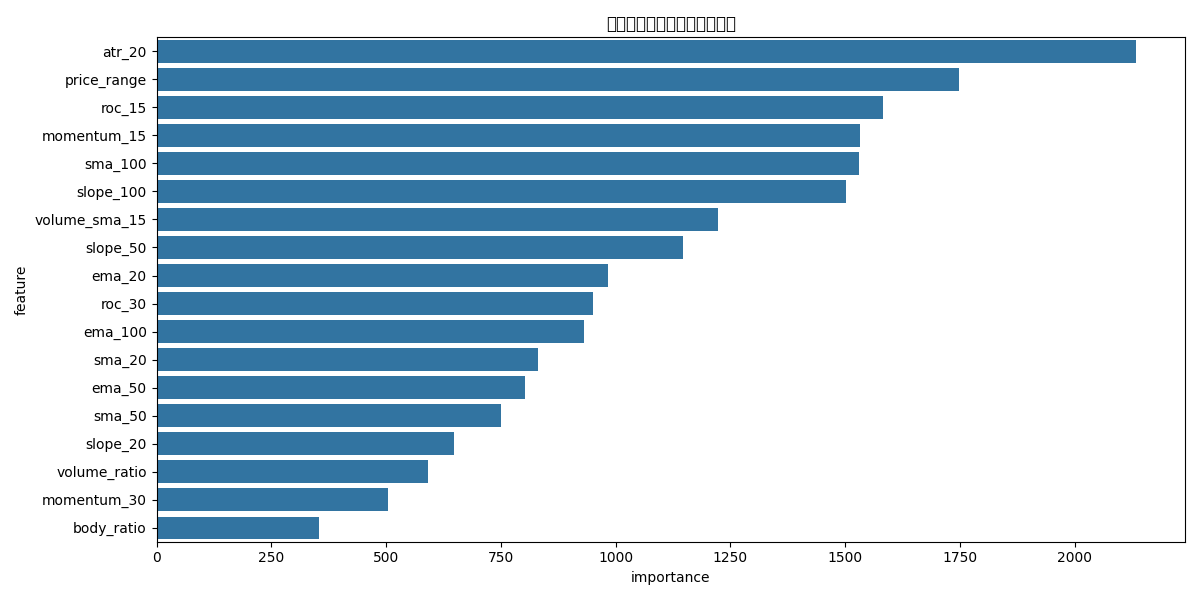 atr_20
price_range
roc_15
momentum_15
sma_100
slope_100
volume_sma_15
slope_50
ema_20
roc_30
ema_100
sma_20
ema_50
sma_50
slope_20
volume_ratio
momentum_30
body_ratio
feature
0 250 500 750 1000 1250 1500 1750 2000
importance